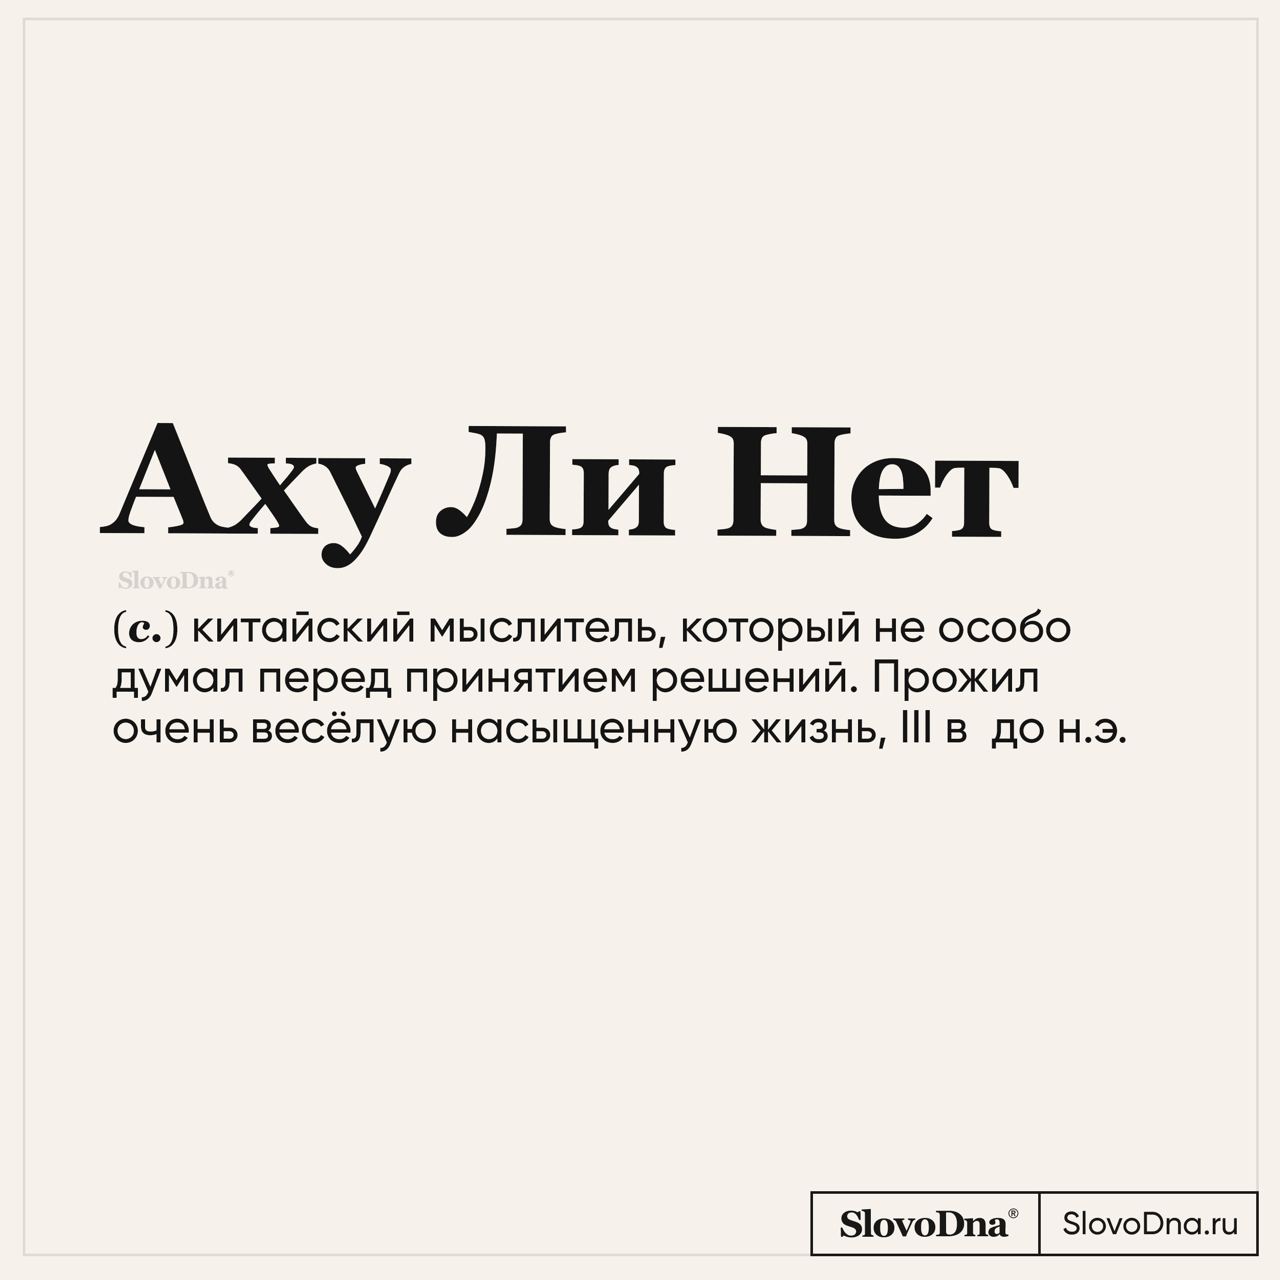 Аху Ли Нет
SlovoDna®
(с.) китайский мыслитель, который не особо
думал перед принятием решений. Прожил
очень весёлую насыщенную жизнь, III в  до н.э.
SlovoDna® SlovoDna.ru